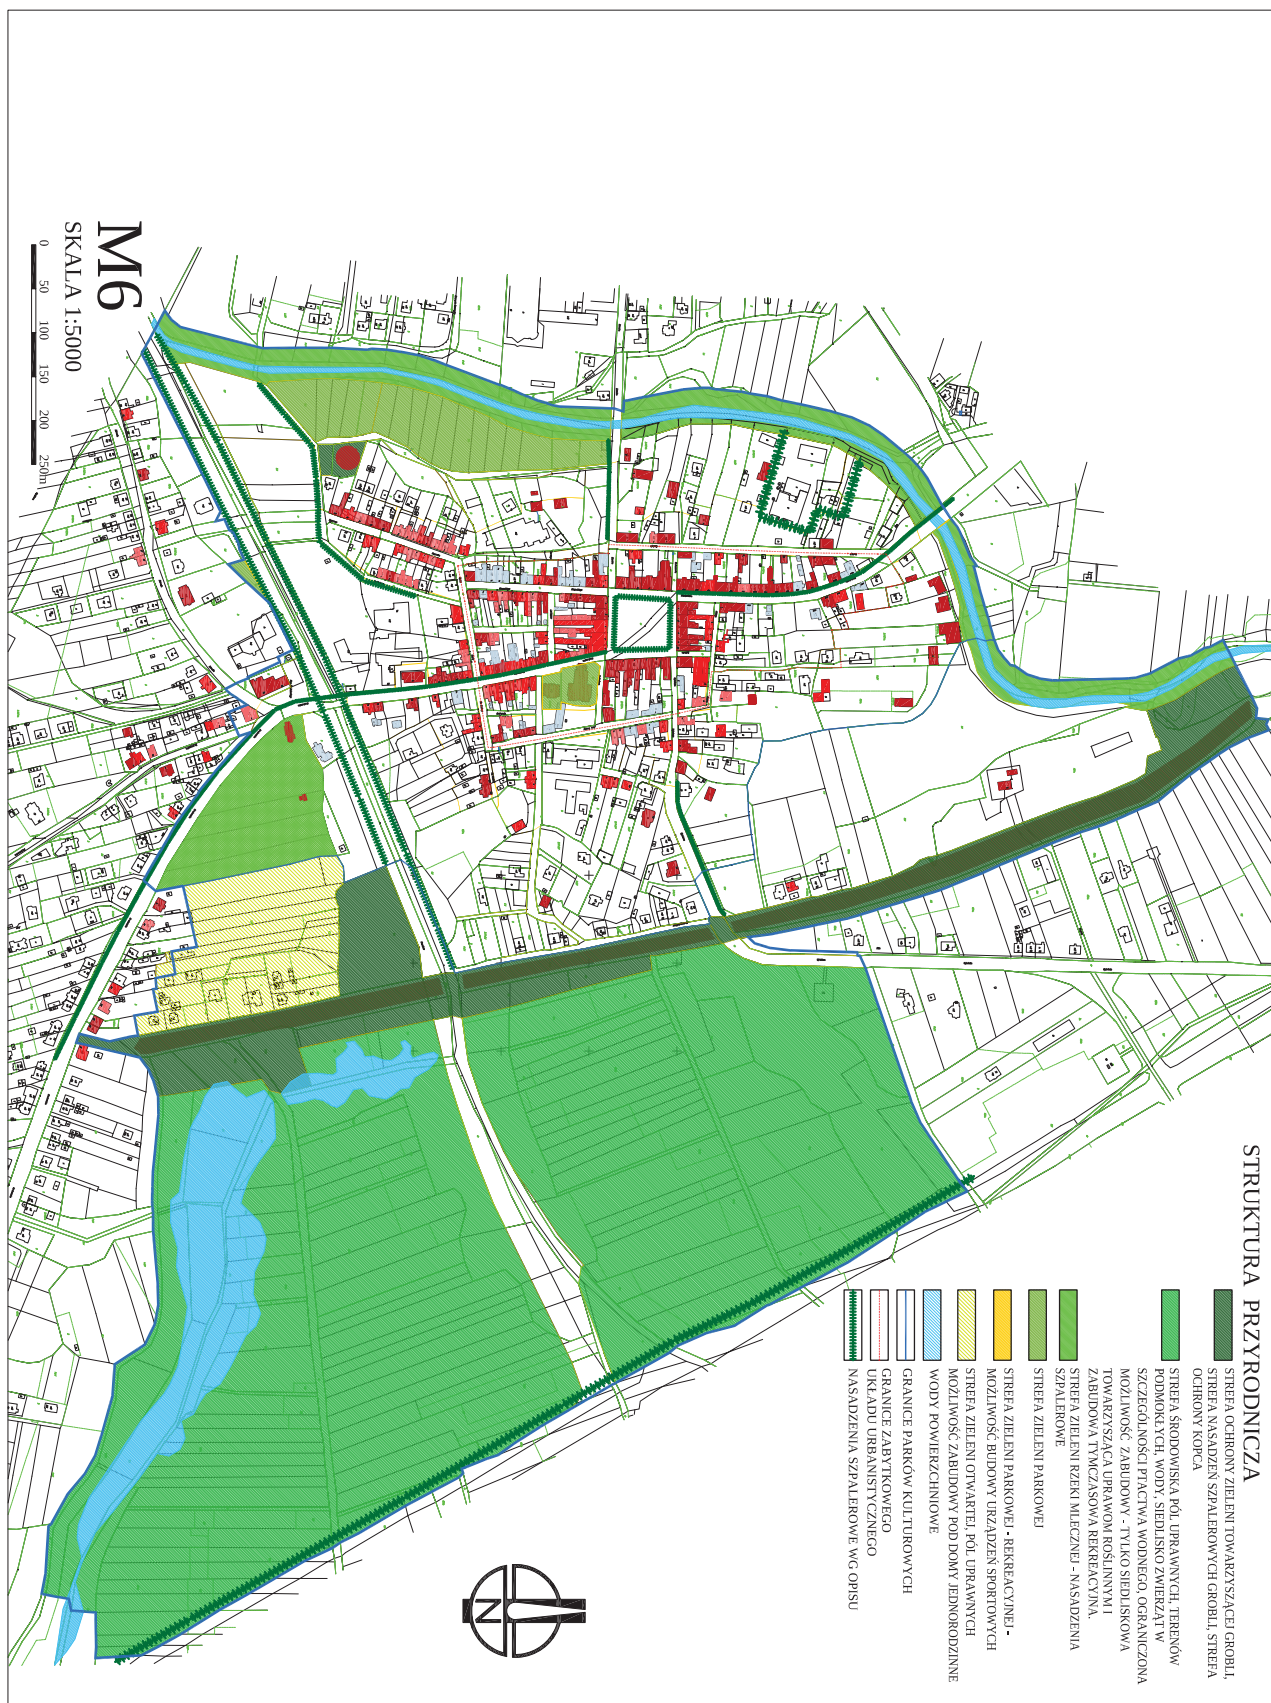 STRUKTURA PRZYRODNICZA
STREFA OCHRONY ZIELENI TOWARZYSZĄCEJ GROBLI,
STREFA NASADZEŃ SZPALEROWYCH GROBLI, STREFA
OCHRONY KOPCA
STREFA ŚRODOWISKA PÓL UPRAWNYCH, TERENÓW
PODMOKŁYCH, WODY, SIEDLISKO ZWIERZĄT W
SZCZEGÓLNOŚCI PTACTWA WODNEGO, OGRANICZONA
MOŻLIWOŚĆ ZABUDOWY - TYLKO SIEDLISKOWA
TOWARZYSZĄCA UPRAWOM ROŚLINNYM I
ZABUDOWA TYMCZASOWA REKREACYJNA.
STREFA ZIELENI RZEKI MLECZNEJ - NASADZENIA
SZPALEROWE
STREFA ZIELENI PARKOWEJ
STREFA ZIELENI PARKOWEJ - REKREACYJNEJ -
MOŻLIWOŚĆ BUDOWY URZĄDZEŃ SPORTOWYCH
STREFA ZIELENI OTWARTEJ, PÓL UPRAWNYCH
MOŻLIWOŚĆ ZABUDOWY POD DOMY JEDNORODZINNE
WODY POWIERZCHNIOWE
GRANICE PARKÓW KULTUROWYCH
GRANICE ZABYTKOWEGO
UKŁADU URBANISTYCZNEGO
NASADZENIA SZPALEROWE WG OPISU
M6
SKALA 1:5000
0 50 100 150 200 250m
N